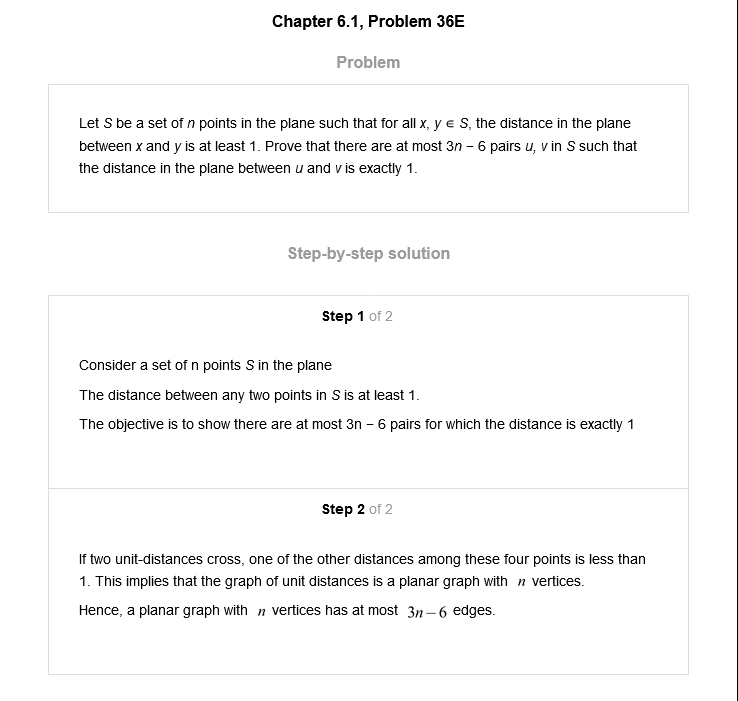 Chapter 6.1, Problem 36E
Problem
Let S be a set of n points in the plane such that for all x, y ∈ S, the distance in the plane
between x and y is at least 1. Prove that there are at most 3n − 6 pairs u, v in S such that
the distance in the plane between u and v is exactly 1.
Step-by-step solution
Step 1 of 2
Consider a set of n points S in the plane
The distance between any two points in S is at least 1.
The objective is to show there are at most 3n − 6 pairs for which the distance is exactly 1
Step 2 of 2
If two unit-distances cross, one of the other distances among these four points is less than
1. This implies that the graph of unit distances is a planar graph with n vertices.
Hence, a planar graph with n vertices has at most 3n − 6 edges.